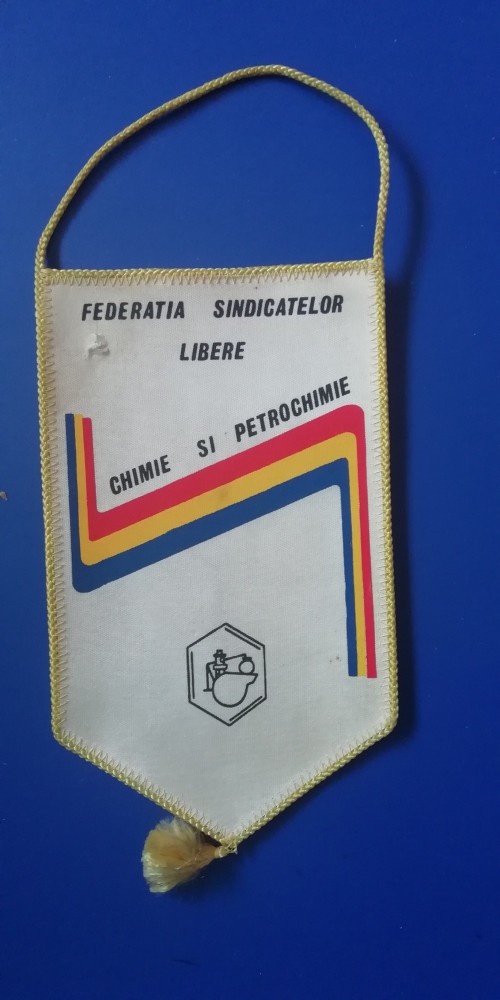 FEDERATIA SINDICATELOR
LIBERE
CHIMIE SI PETROCHIMIE